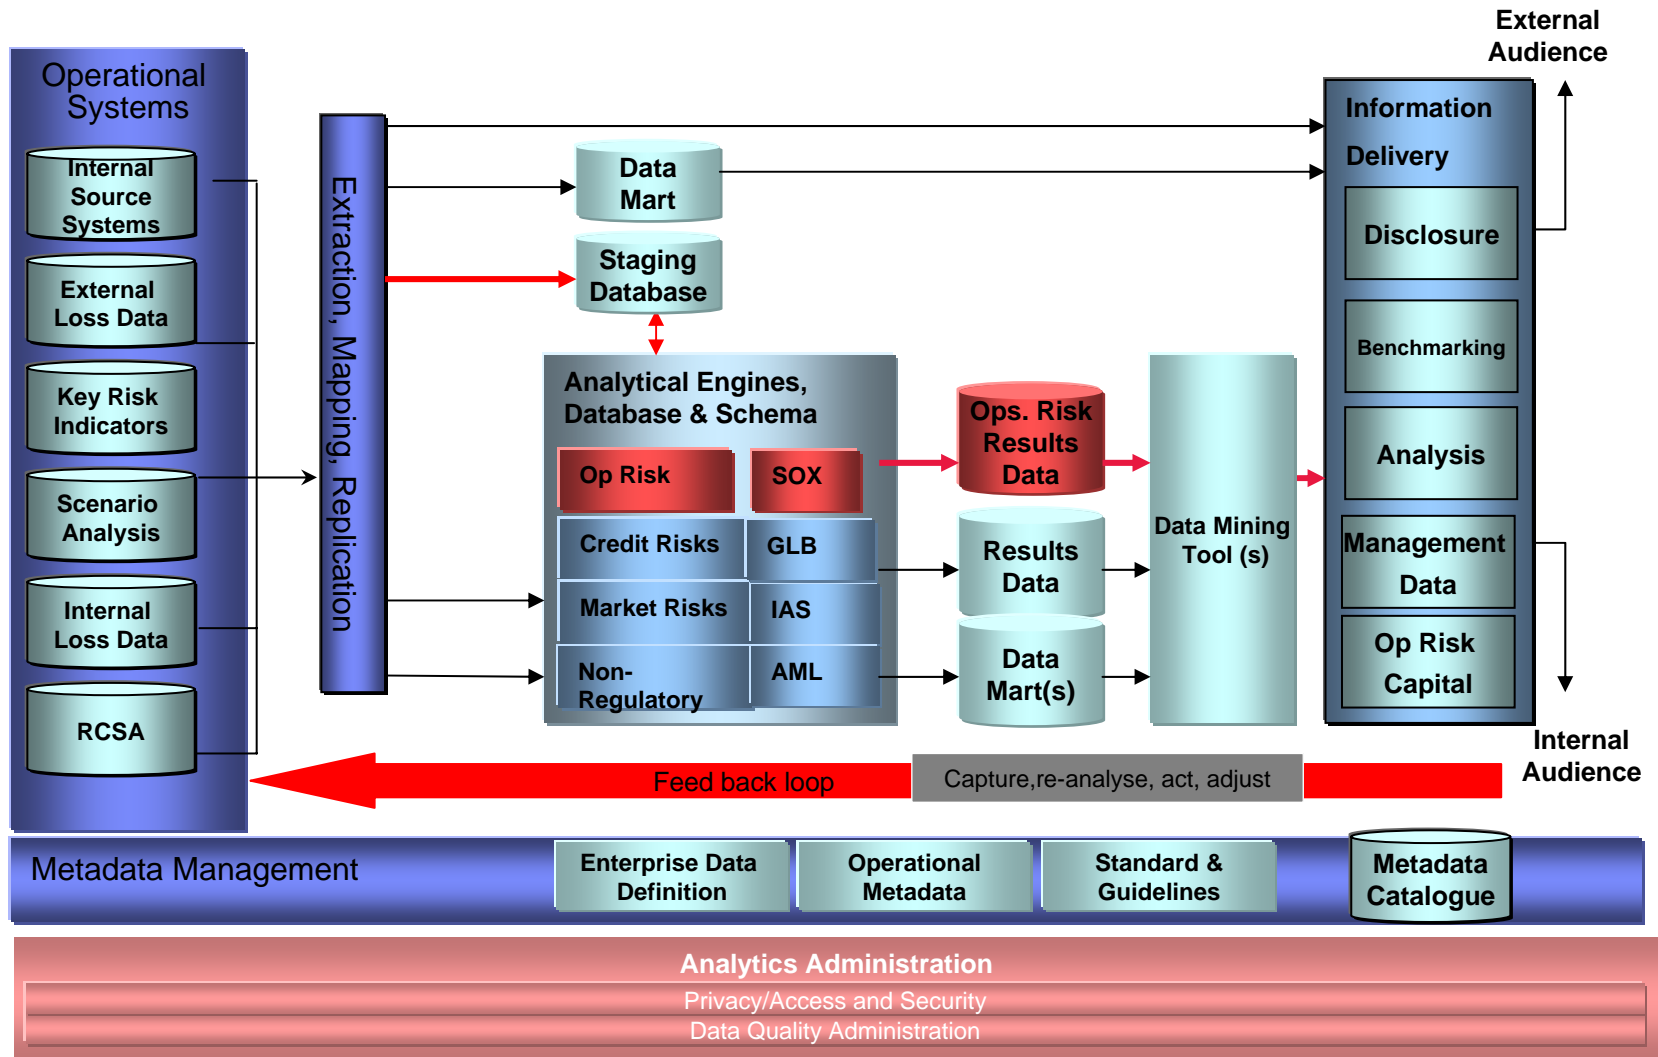 External
Audience
Operational
Systems
Internal
Source
Systems
External
Loss Data
Key Risk
Indicators
Scenario
Analysis
Internal
Loss Data
RCSA
Extraction, Mapping, Replication
Data
Mart
Staging
Database
Analytical Engines,
Database & Schema
Op Risk
SOX
Credit Risks
GLB
Market Risks
IAS
Non-
Regulatory
AML
Ops. Risk
Results
Data
Results
Data
Data
Mart(s)
Data Mining
Tool (s)
Information
Delivery
Disclosure
Benchmarking
Analysis
Management
Data
Op Risk
Capital
Internal
Audience
Feed back loop
Capture,re-analyse, act, adjust
Metadata Management
Enterprise Data
Definition
Operational
Metadata
Standard &
Guidelines
Metadata
Catalogue
Analytics Administration
Privacy/Access and Security
Data Quality Administration